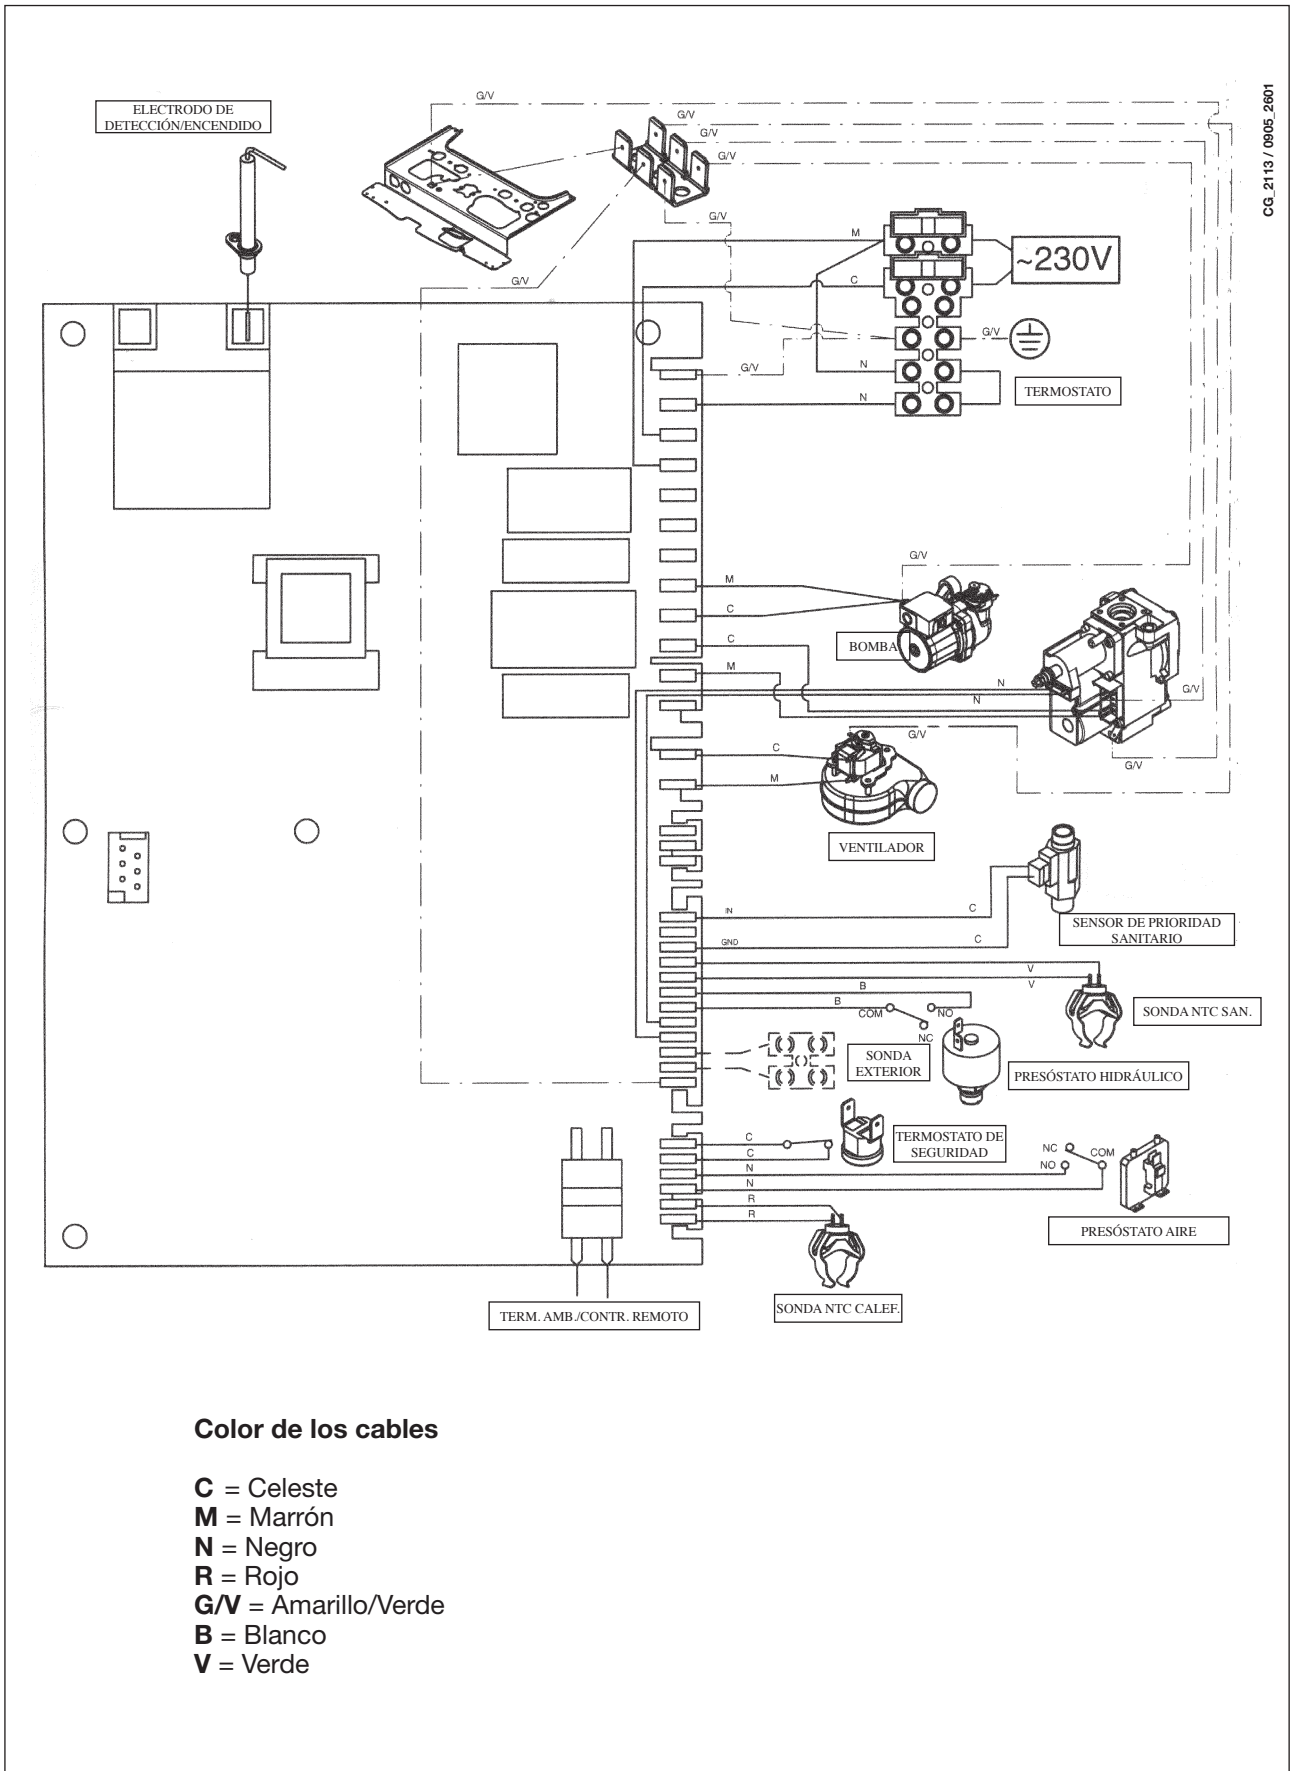 CG_2113 / 0905_2601
G/V
ELECTRODO DE
DETECCIÓN/ENCENDIDO
G/V
G/V
G/V
G/V
M
~230V
G/V
C
G/V
G/V
N
TERMOSTATO
N
G/V
M
C
BOMBA
C
M
N
G/V
N
G/V
C
G/V
M
VENTILADOR
IN
C
SENSOR DE PRIORIDAD
SANITARIO
GND
C
V
V
B
B
COM
NO
SONDA NTC SAN.
NC
SONDA
EXTERIOR
PRESÓSTATO HIDRÁULICO
C
TERMOSTATO DE
SEGURIDAD
C
NC
COM
NO
N
N
R
R
PRESÓSTATO AIRE
SONDA NTC CALEF.
TERM. AMB./CONTR. REMOTO
Color de los cables
C = Celeste
M = Marrón
N = Negro
R = Rojo
G/V = Amarillo/Verde
B = Blanco
V = Verde